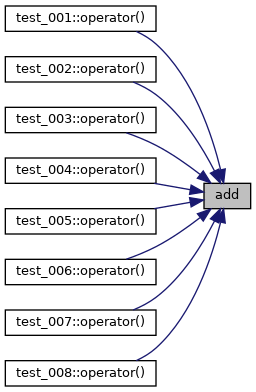 test_001::operator()
test_002::operator()
test_003::operator()
test_004::operator()
add
test_005::operator()
test_006::operator()
test_007::operator()
test_008::operator()